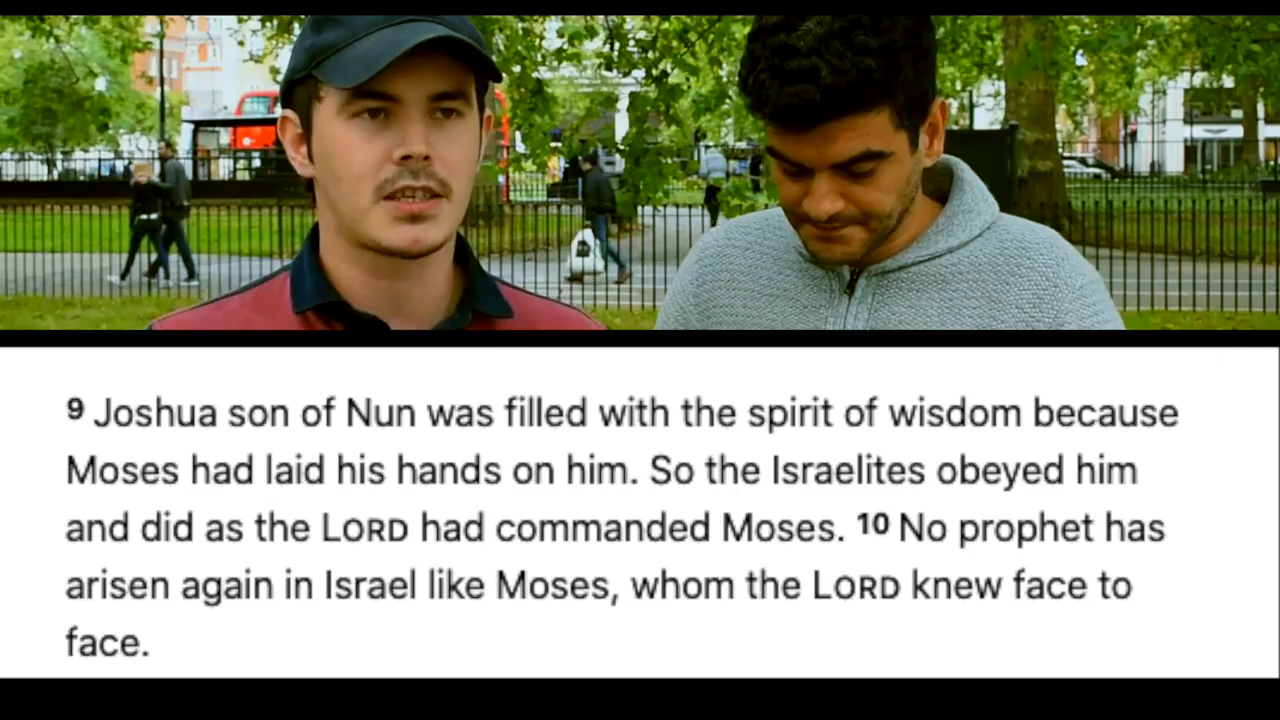 9 Joshua son of Nun was filled with the spirit of wisdom because
Moses had laid his hands on him. So the Israelites obeyed him
and did as the LORD had commanded Moses. 10 No prophet has
arisen again in Israel like Moses, whom the LORD knew face to
face.